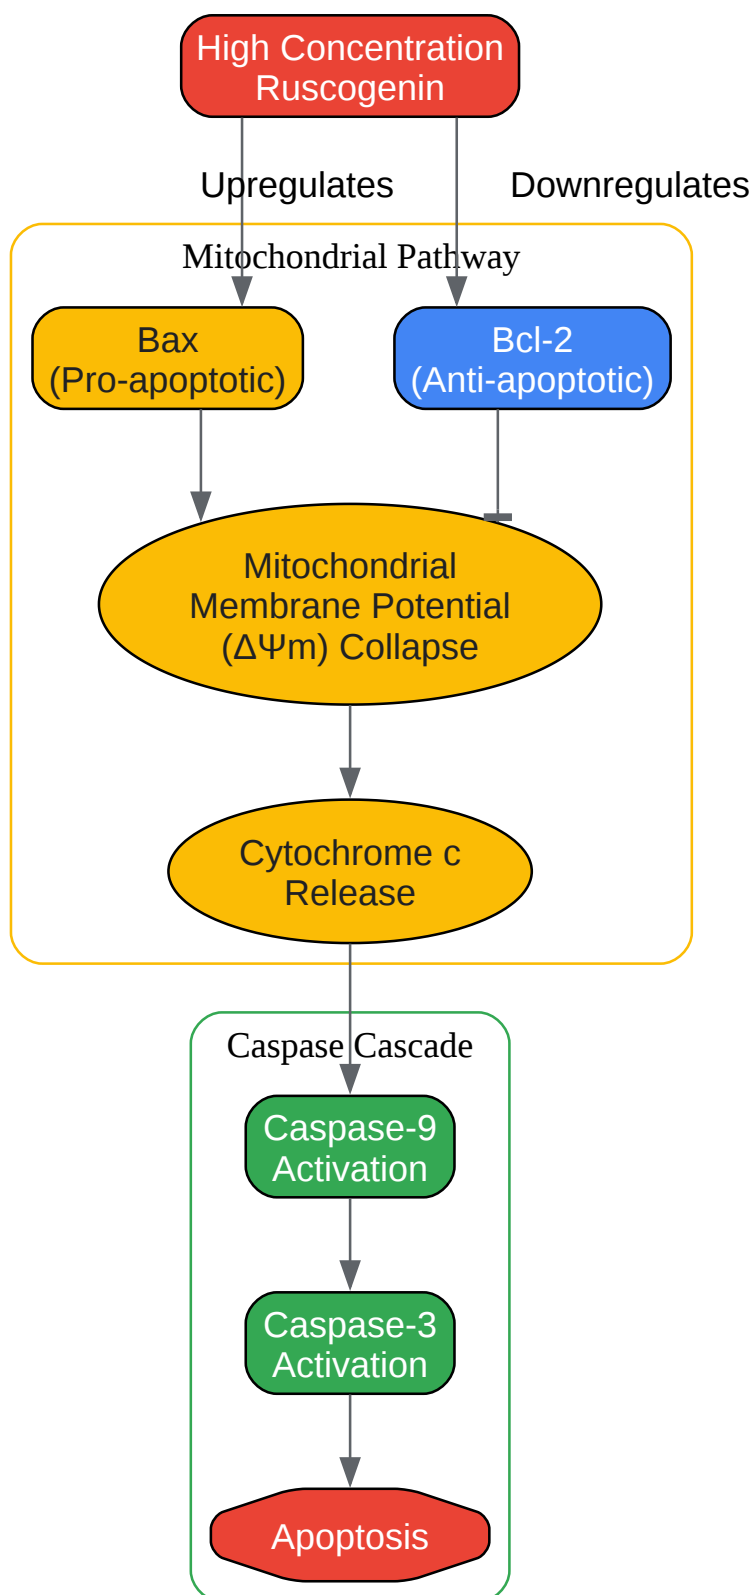 High Concentration
Ruscogenin
Upregulates
Downregulates
Mitochondrial Pathway
Bax
(Pro-apoptotic)
Bcl-2
(Anti-apoptotic)
Mitochondrial
Membrane Potential
(ΔΨm) Collapse
Cytochrome c
Release
Caspase Cascade
Caspase-9
Activation
Caspase-3
Activation
Apoptosis